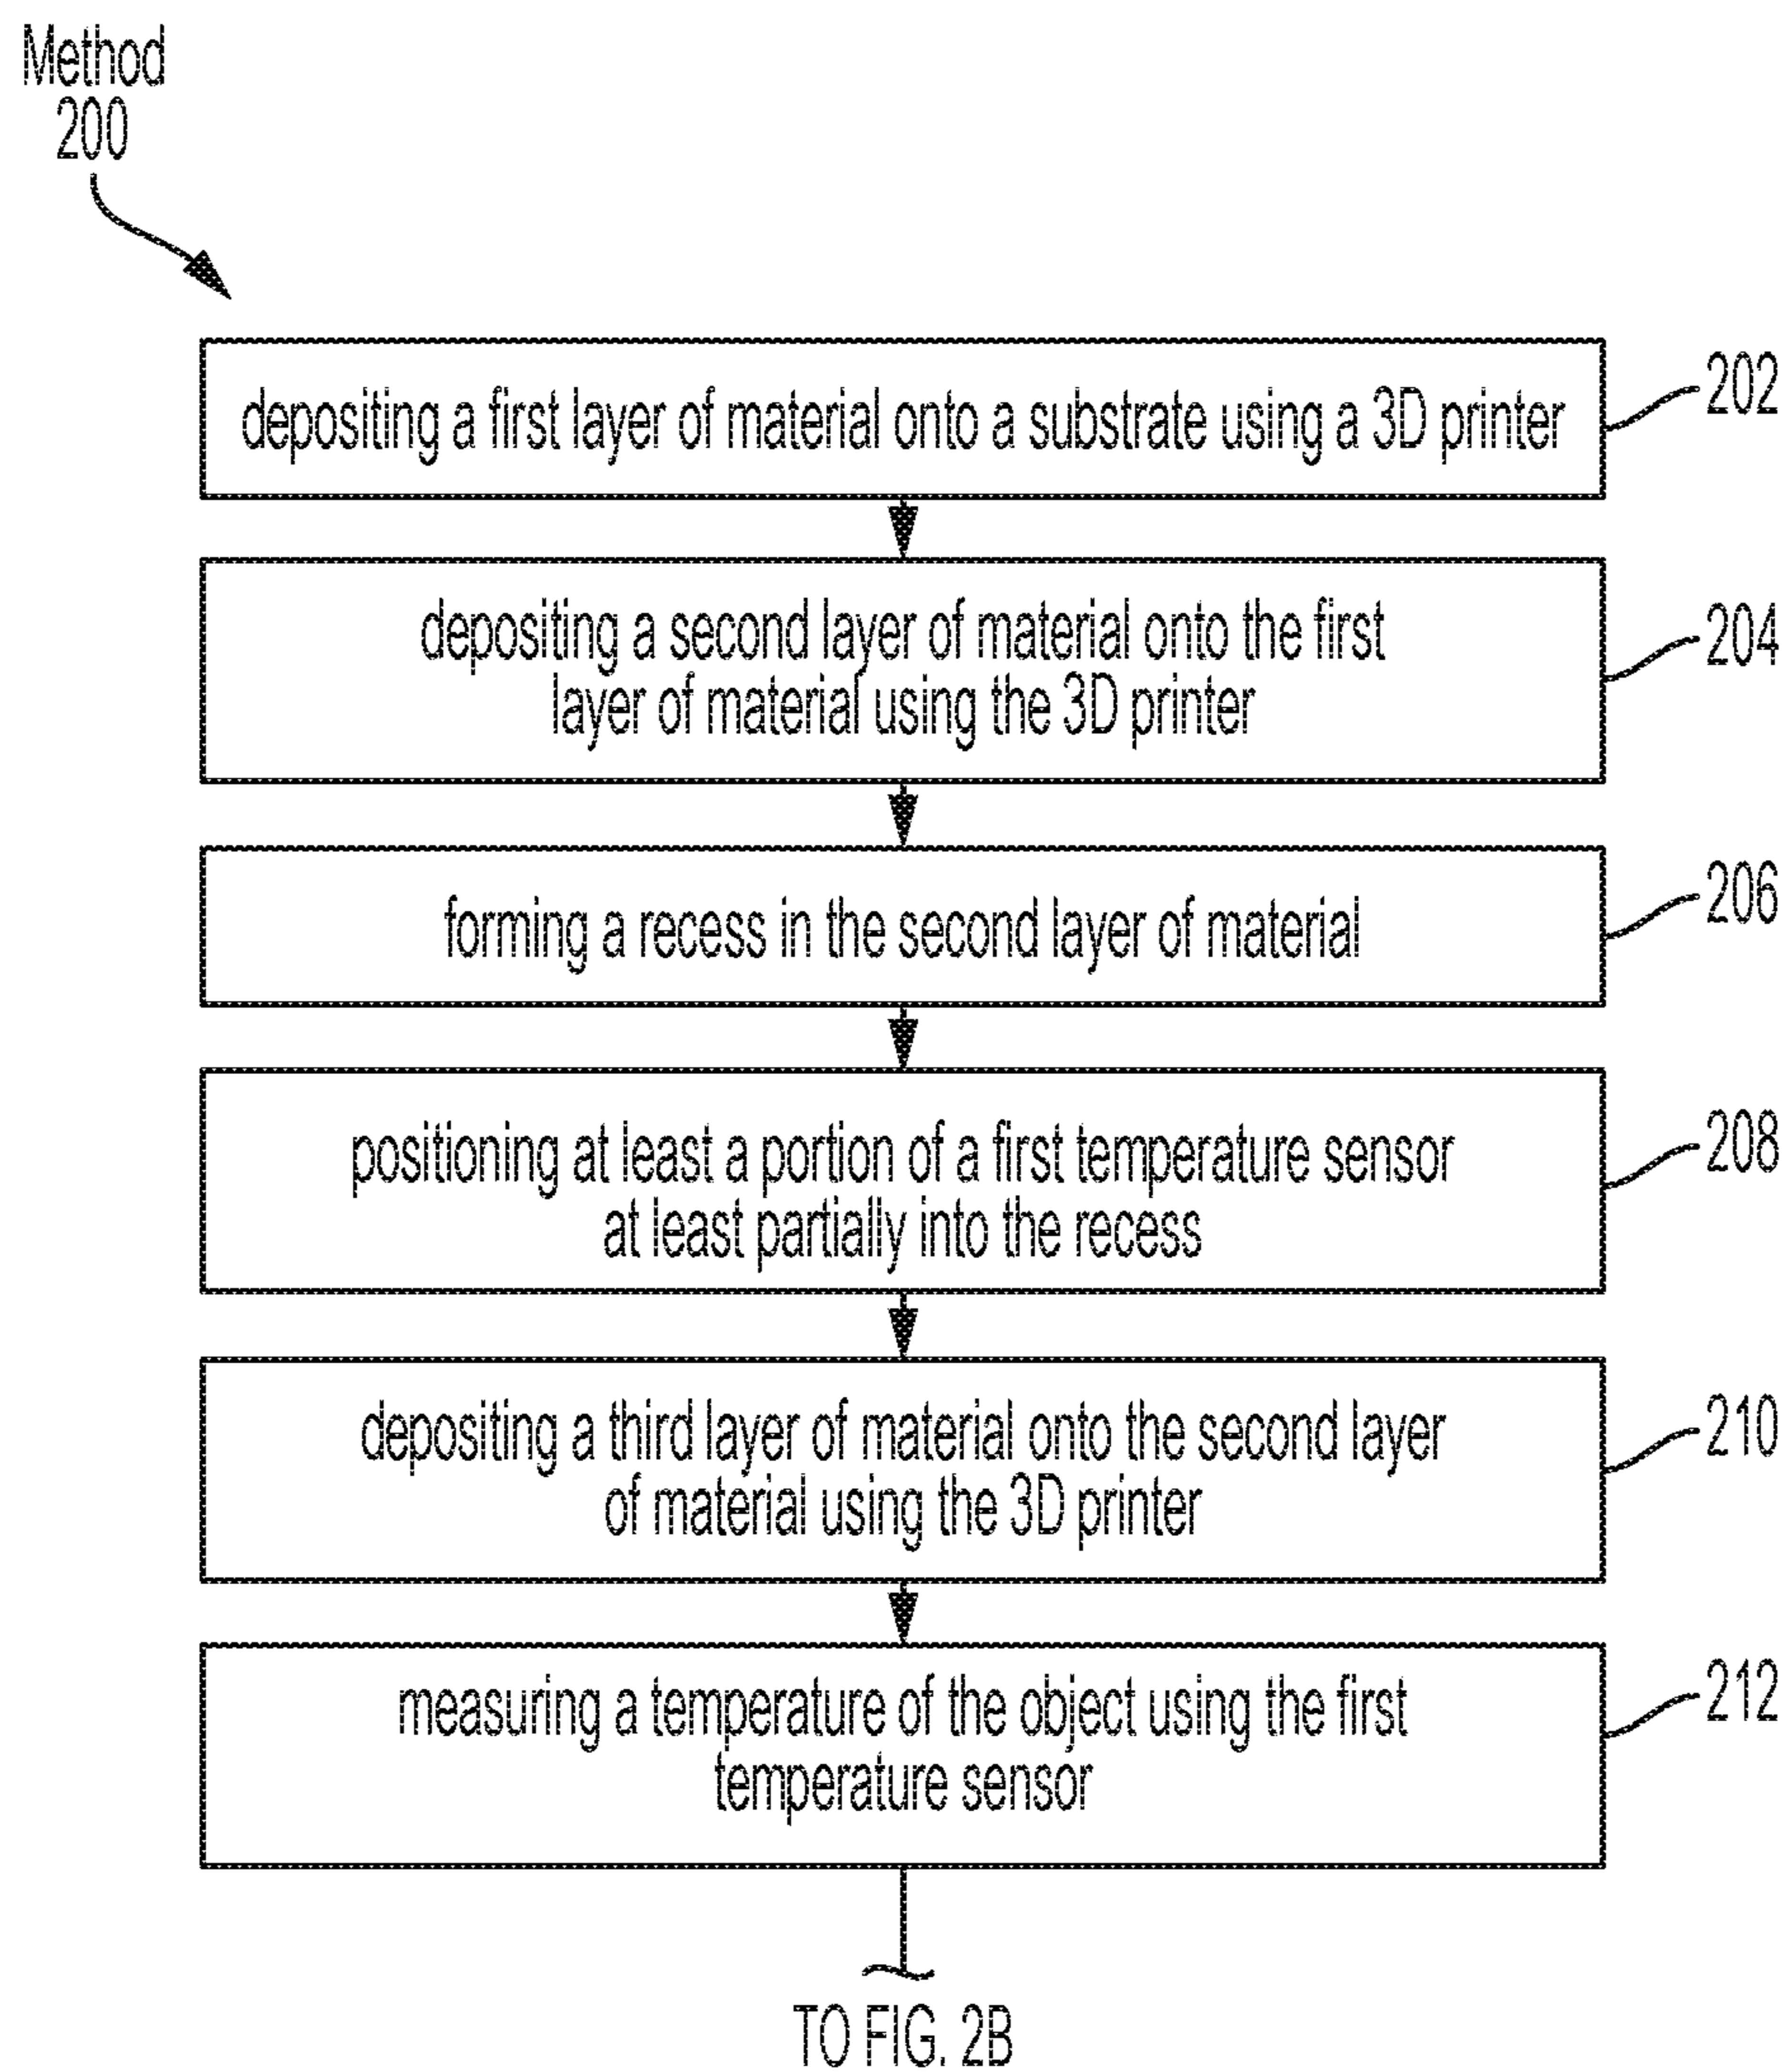 Method
200
depositing a first layer of material onto a substrate using a 3D printer
202
depositing a second layer of material onto the first
layer of material using the 3D printer
204
forming a recess in the second layer of material
206
positioning at least a portion of a first temperature sensor
at least partially into the recess
208
depositing a third layer of material onto the second layer
of material using the 3D printer
210
measuring a temperature of the object using the first
temperature sensor
212
TO FIG. 2B